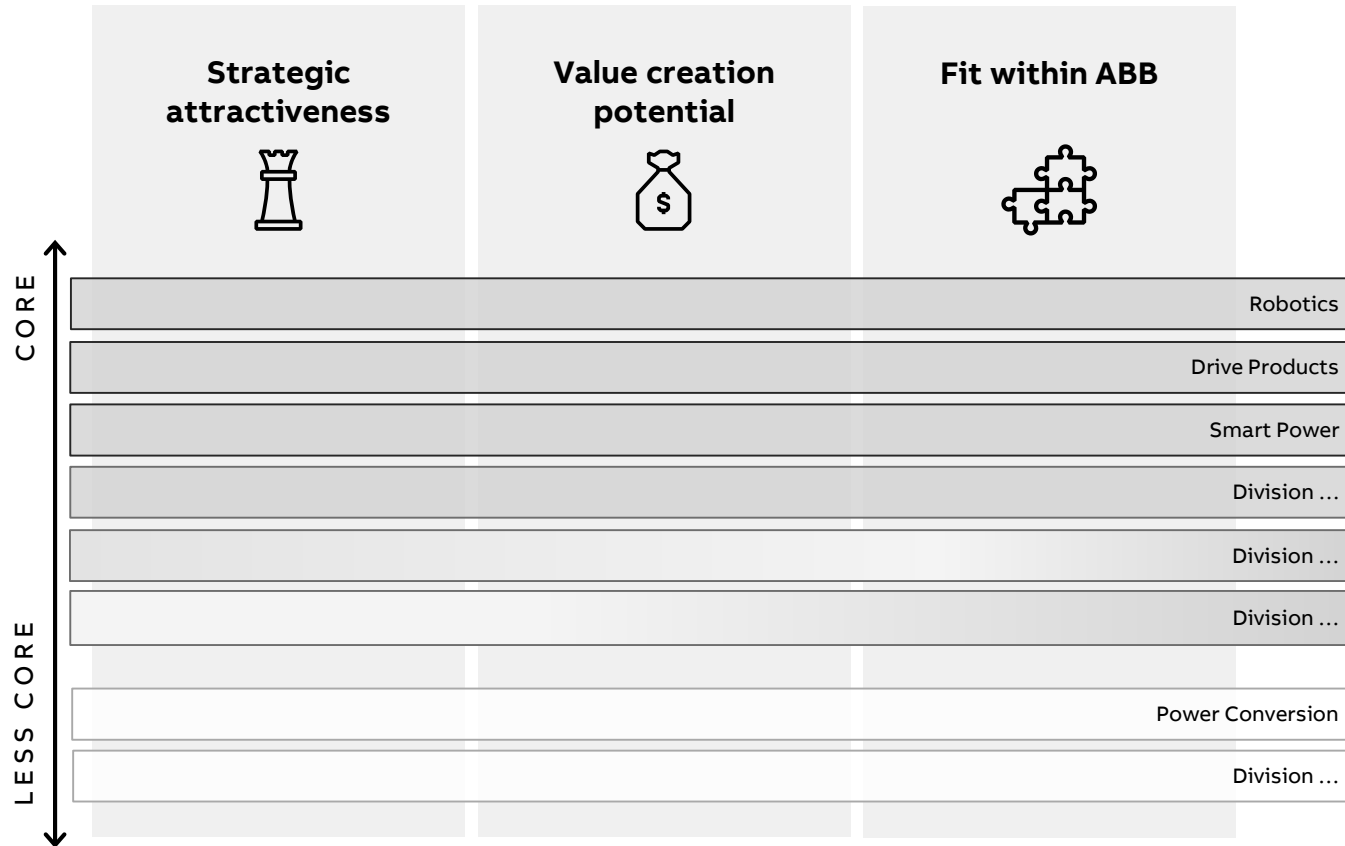 Strategic
attractiveness
Value creation
potential
Fit within ABB
$
CORE
Robotics
Drive Products
Smart Power
Division ...
Division ...
Division ...
LESS CORE
Power Conversion
Division ...